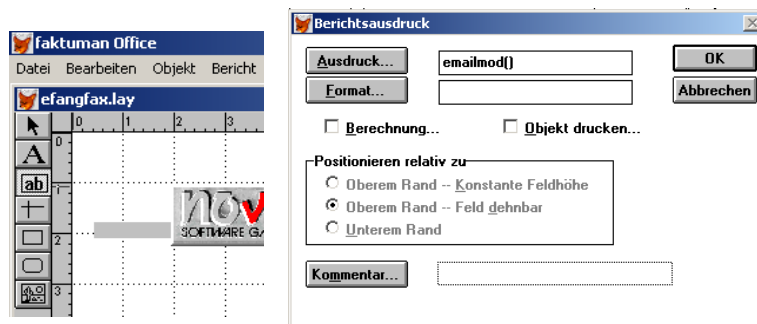 faktuman Office
Datei Bearbeiten Objekt Bericht
efangfax.lay
0 1 2 3
A
0
ab
1
2
3
SOFTWARE
Berichtsausdruck
Ausdruck... emailmod() OK
Format... Abbrechen
Berechnung... Objekt drucken...
Positionieren relativ zu
Oberem Rand -- Konstante Feldhöhe
Oberem Rand -- Feld dehnbar
Unterem Rand
Kommentar...